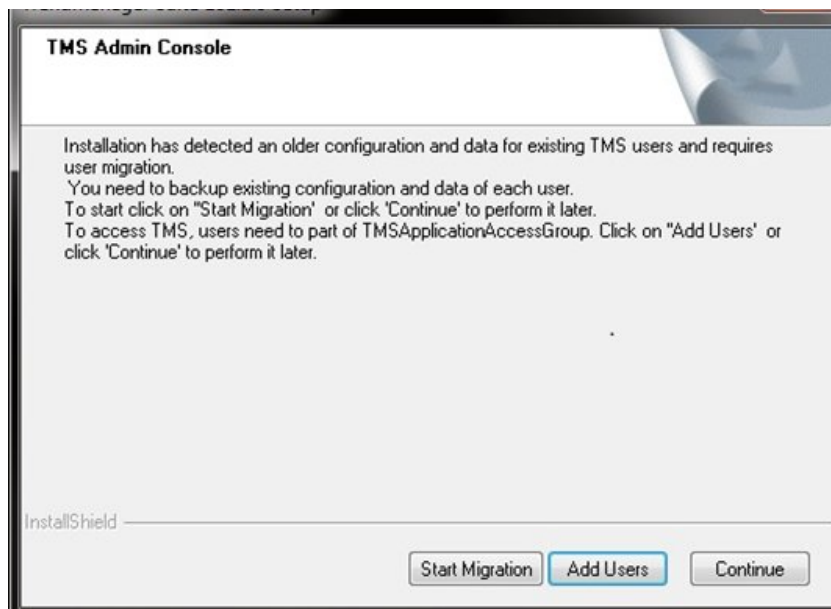 TMS Admin Console
Installation has detected an older configuration and data for existing TMS users and requires
user migration.
You need to backup existing configuration and data of each user.
To start click on "Start Migration' or click 'Continue' to perform it later.
To access TMS, users need to part of TMSApplicationAccessGroup. Click on "Add Users' or
click 'Continue' to perform it later.
InstallShield
Start Migration Add Users Continue